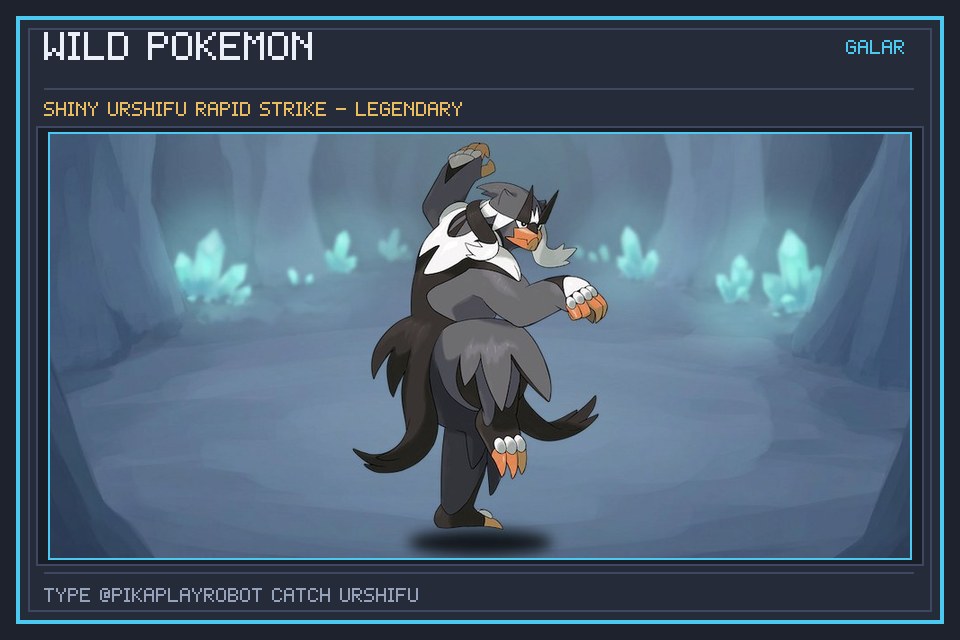 WILD POKEMON
GALAR
SHINY URSHIFU RAPID STRIKE - LEGENDARY
TYPE @PIKAPLAYROBOT CATCH URSHIFU